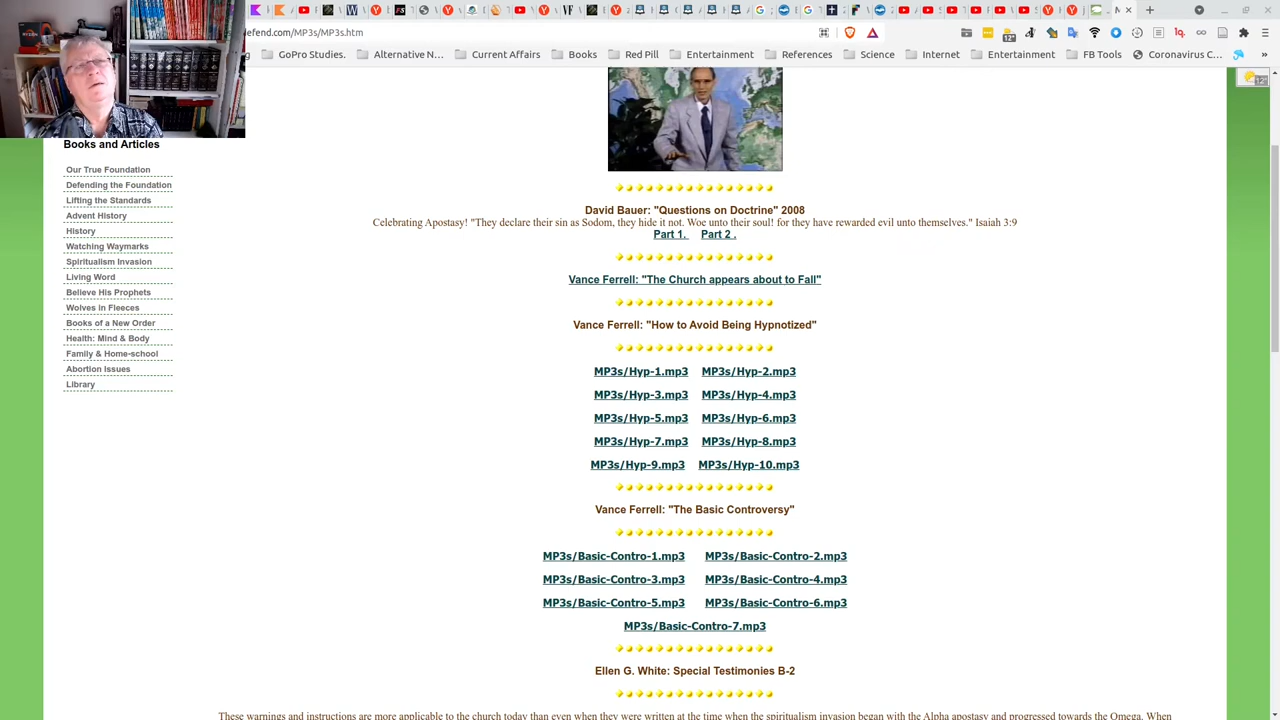 efend.com/MP3s/MP3s.htm
GoPro Studies.
Alternative N...
Current Affairs
Books
Red Pill
Entertainment
References
Science
Internet
Entertainment
FB Tools
Coronavirus C...
Books and Articles
Our True Foundation
Defending the Foundation
Lifting the Standards
Advent History
History
Watching Waymarks
Spiritualism Invasion
Living Word
Believe His Prophets
Wolves in Fleeces
Books of a New Order
Health: Mind & Body
Family & Home-school
Abortion Issues
Library
David Bauer: "Questions on Doctrine" 2008
Celebrating Apostasy! "They declare their sin as Sodom, they hide it not. Woe unto their soul! for they have rewarded evil unto themselves." Isaiah 3:9
Part 1. Part 2 .
Vance Ferrell: "The Church appears about to Fall"
Vance Ferrell: "How to Avoid Being Hypnotized"
MP3s/Hyp-1.mp3 MP3s/Hyp-2.mp3
MP3s/Hyp-3.mp3 MP3s/Hyp-4.mp3
MP3s/Hyp-5.mp3 MP3s/Hyp-6.mp3
MP3s/Hyp-7.mp3 MP3s/Hyp-8.mp3
MP3s/Hyp-9.mp3 MP3s/Hyp-10.mp3
Vance Ferrell: "The Basic Controversy"
MP3s/Basic-Contro-1.mp3 MP3s/Basic-Contro-2.mp3
MP3s/Basic-Contro-3.mp3 MP3s/Basic-Contro-4.mp3
MP3s/Basic-Contro-5.mp3 MP3s/Basic-Contro-6.mp3
MP3s/Basic-Contro-7.mp3
Ellen G. White: Special Testimonies B-2
These warnings and instructions are more applicable to the church today than even when they were written at the time when the spiritualism invasion began with the Alpha apostasy and progressed towards the Omega. When